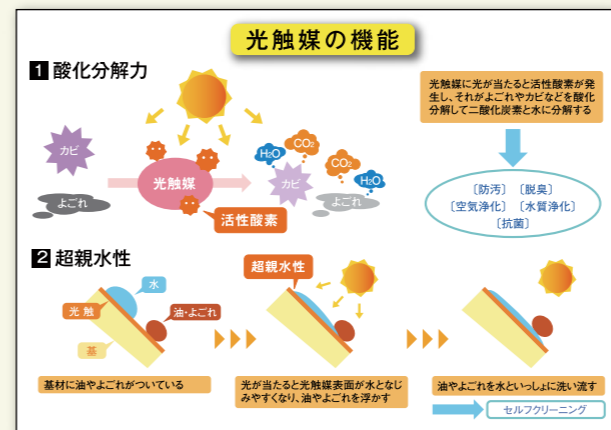 光触媒の機能
1 酸化分解力
カビ
よごれ
光触媒
活性酸素
H₂O
CO₂
CO₂
H₂O
カビ
よごれ
光触媒に光が当たると活性酸素が発
生し、それがよごれやカビなどを酸化
分解して二酸化炭素と水に分解する
〔防汚〕 〔脱臭〕
〔空気浄化〕 〔水質浄化〕
〔抗菌〕
2 超親水性
水
光触
油・よごれ
基
基材に油やよごれがついている
超親水性
光が当たると光触媒表面が水となじ
みやすくなり、油やよごれを浮かす
油やよごれを水といっしょに洗い流す
セルフクリーニング